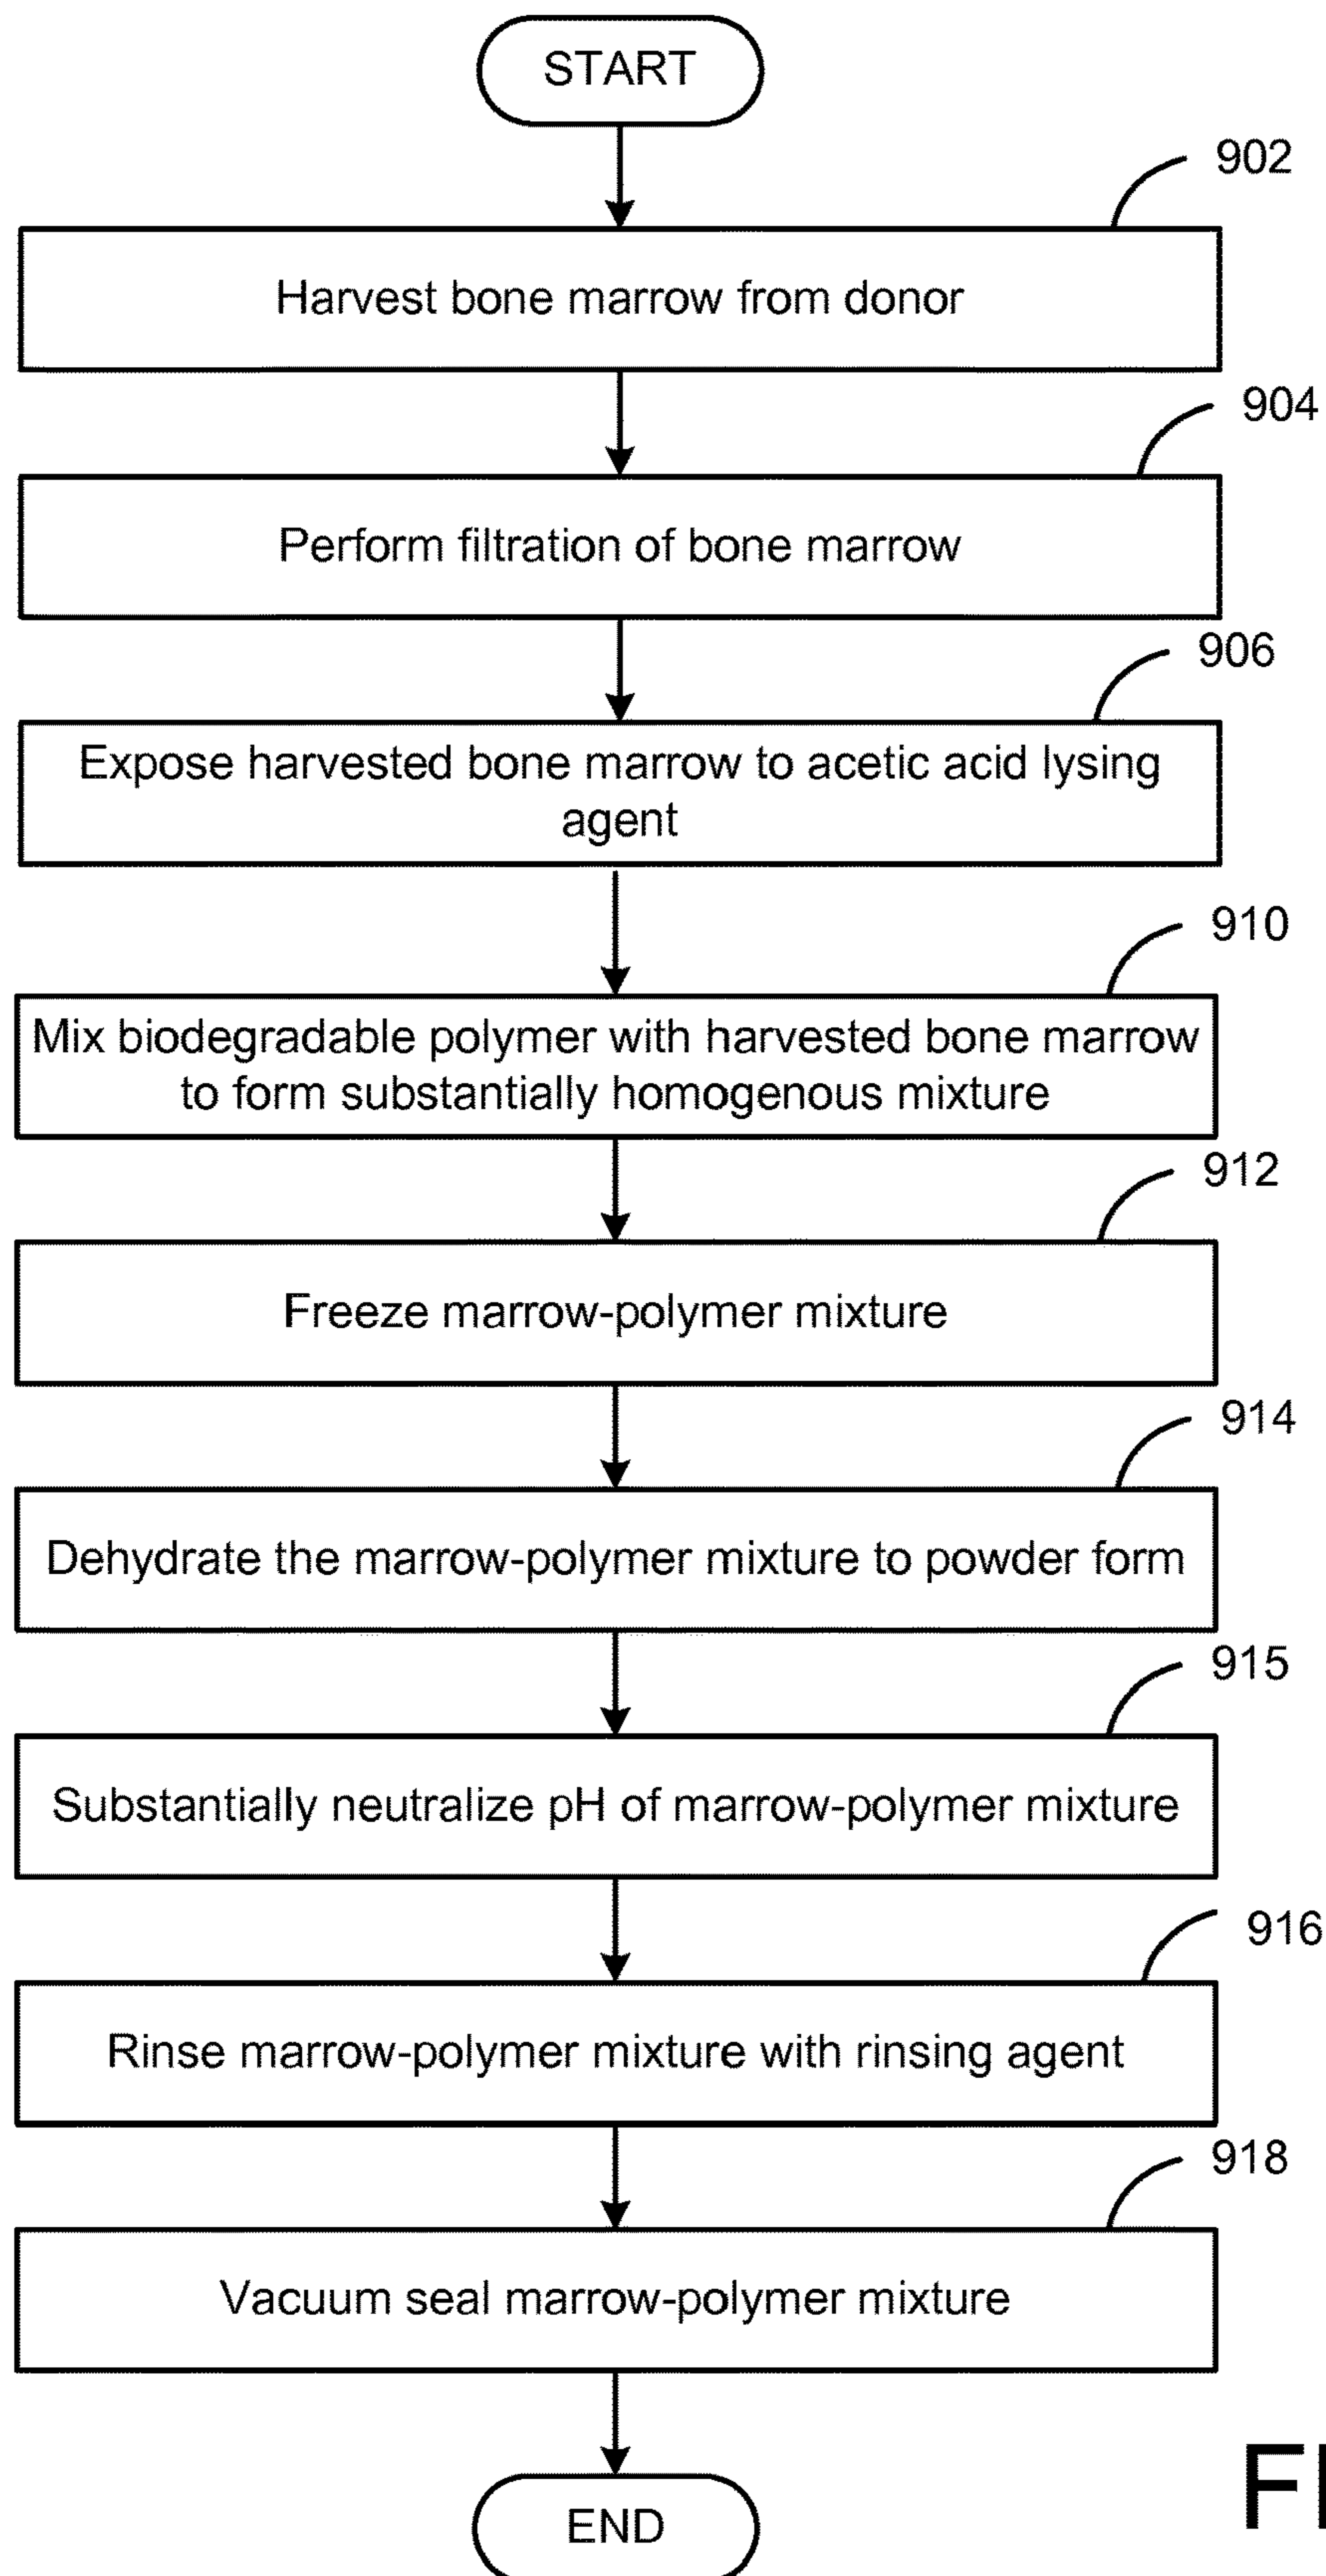 START
902
Harvest bone marrow from donor
904
Perform filtration of bone marrow
906
Expose harvested bone marrow to acetic acid lysing
agent
910
Mix biodegradable polymer with harvested bone marrow
to form substantially homogenous mixture
912
Freeze marrow-polymer mixture
914
Dehydrate the marrow-polymer mixture to powder form
915
Substantially neutralize pH of marrow-polymer mixture
916
Rinse marrow-polymer mixture with rinsing agent
918
Vacuum seal marrow-polymer mixture
END